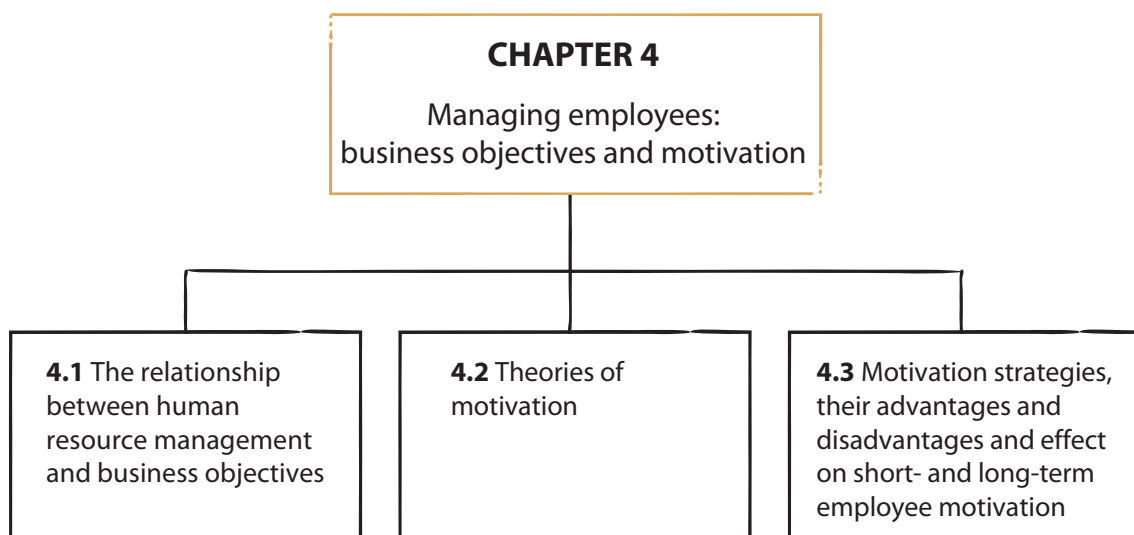 CHAPTER 4
Managing employees:
business objectives and motivation
4.1 The relationship
between human
resource management
and business objectives
4.2 Theories of
motivation
4.3 Motivation strategies,
their advantages and
disadvantages and effect
on short- and long-term
employee motivation